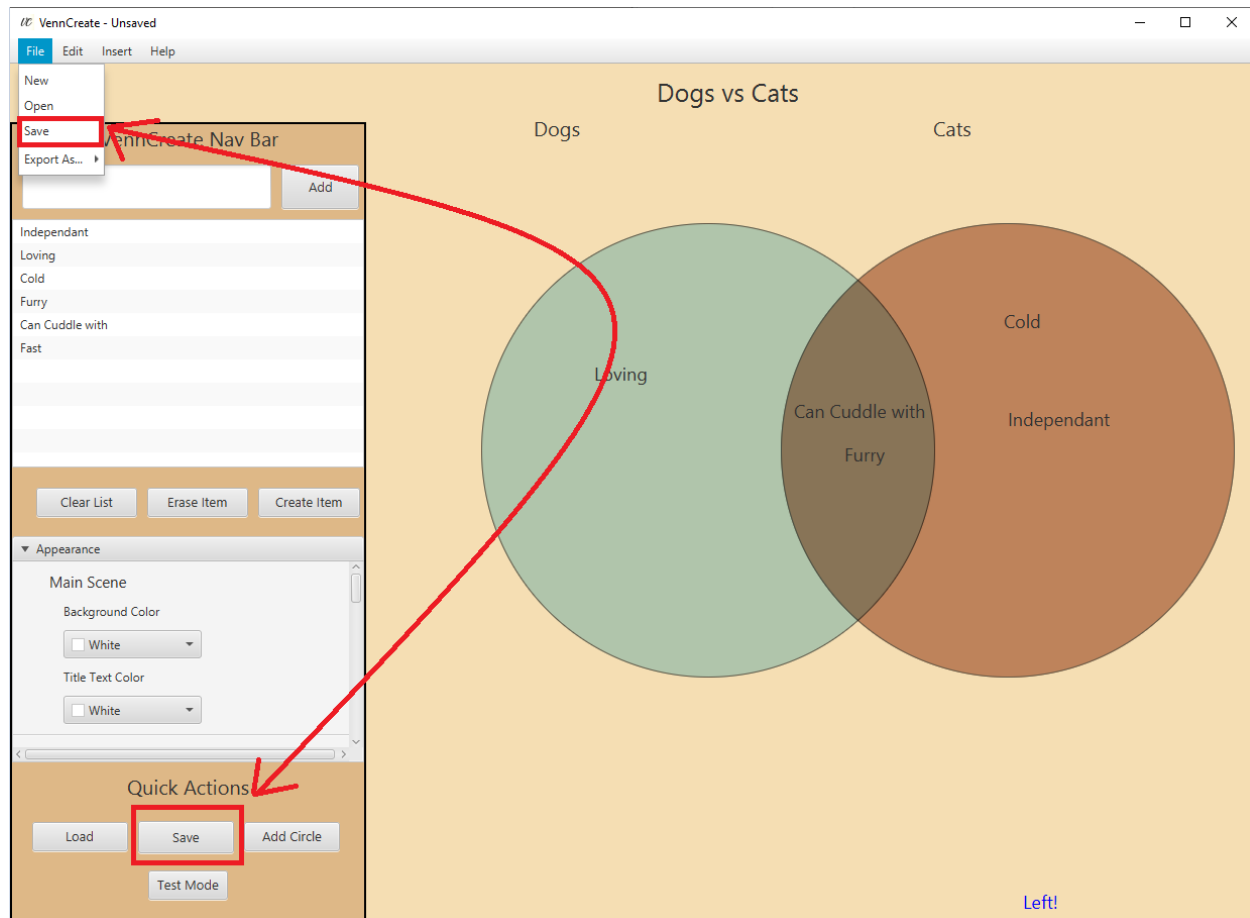 VC VennCreate - Unsaved
File Edit Insert Help
New
Open
Save
Export As...
Dogs vs Cats
Dogs
Cats
VennCreate Nav Bar
Add
Independant
Loving
Cold
Furry
Can Cuddle with
Fast
Clear List
Erase Item
Create Item
Appearance
Main Scene
Background Color
White
Title Text Color
White
Quick Actions
Load
Save
Add Circle
Test Mode
Loving
Can Cuddle with
Furry
Cold
Independant
Left!